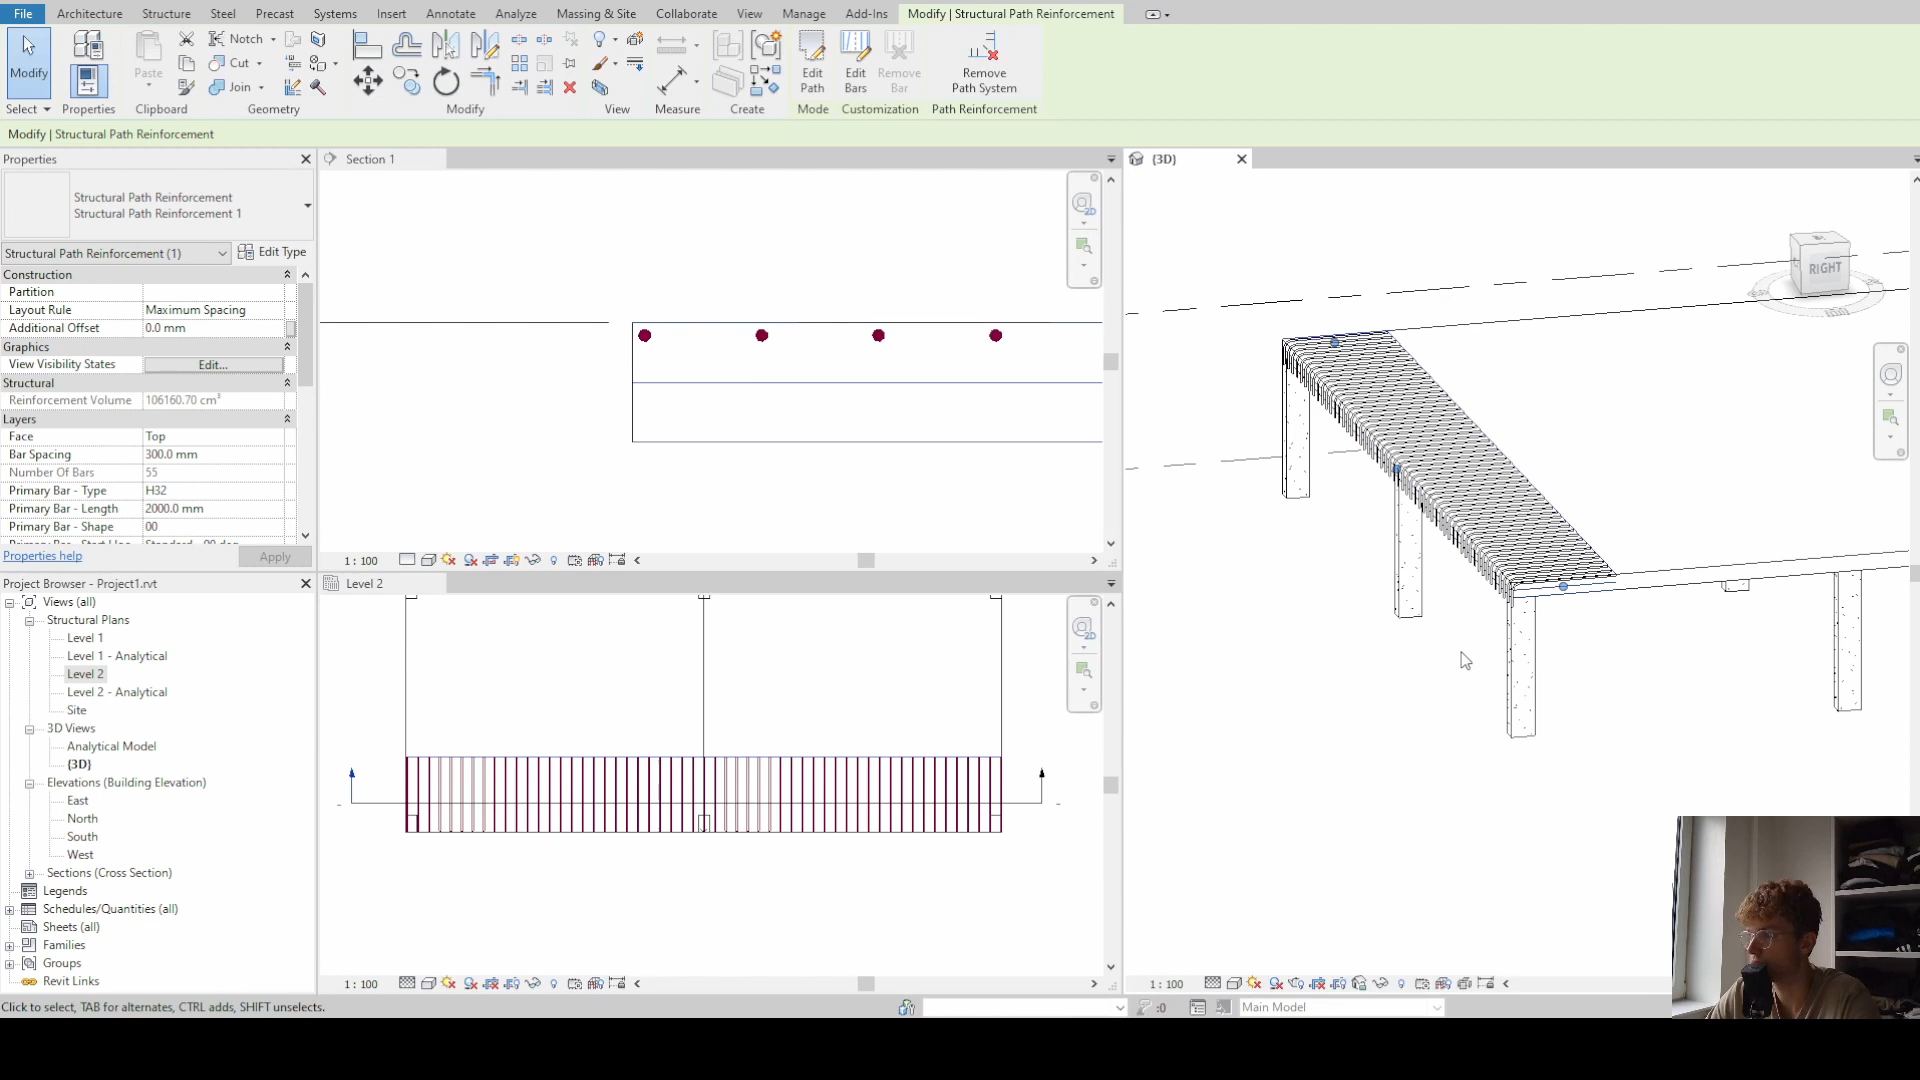 File Architecture Structure Steel Precast Systems Insert Annotate Analyze Massing & Site Collaborate View Manage Add-Ins Modify | Structural Path Reinforcement
Modify
Select
Properties
Paste
Clipboard
Notch
Cut
Join
Geometry
Modify
View
Measure
Create
Edit
Path
Mode
Edit
Bars
Remove
Bar
Customization
Remove
Path System
Path Reinforcement
Modify | Structural Path Reinforcement
Properties
Structural Path Reinforcement
Structural Path Reinforcement 1
Structural Path Reinforcement (1)
Edit Type
Construction
Partition
Layout Rule Maximum Spacing
Additional Offset 0.0 mm
Graphics
View Visibility States Edit...
Structural
Reinforcement Volume 106160.70 cm³
Layers
Face Top
Bar Spacing 300.0 mm
Number Of Bars 55
Primary Bar - Type H32
Primary Bar - Length 2000.0 mm
Primary Bar - Shape 00
Properties help
Apply
Project Browser - Project1.rvt
Views (all)
Structural Plans
Level 1
Level 1 - Analytical
Level 2
Level 2 - Analytical
Site
3D Views
Analytical Model
{3D}
Elevations (Building Elevation)
East
North
South
West
Sections (Cross Section)
Legends
Schedules/Quantities (all)
Sheets (all)
Families
Groups
Revit Links
Section 1
2D
1 : 100
Level 2
2D
1 : 100
{3D}
RIGHT
1 : 100
Click to select, TAB for alternates, CTRL adds, SHIFT unselects.
:0
Main Model